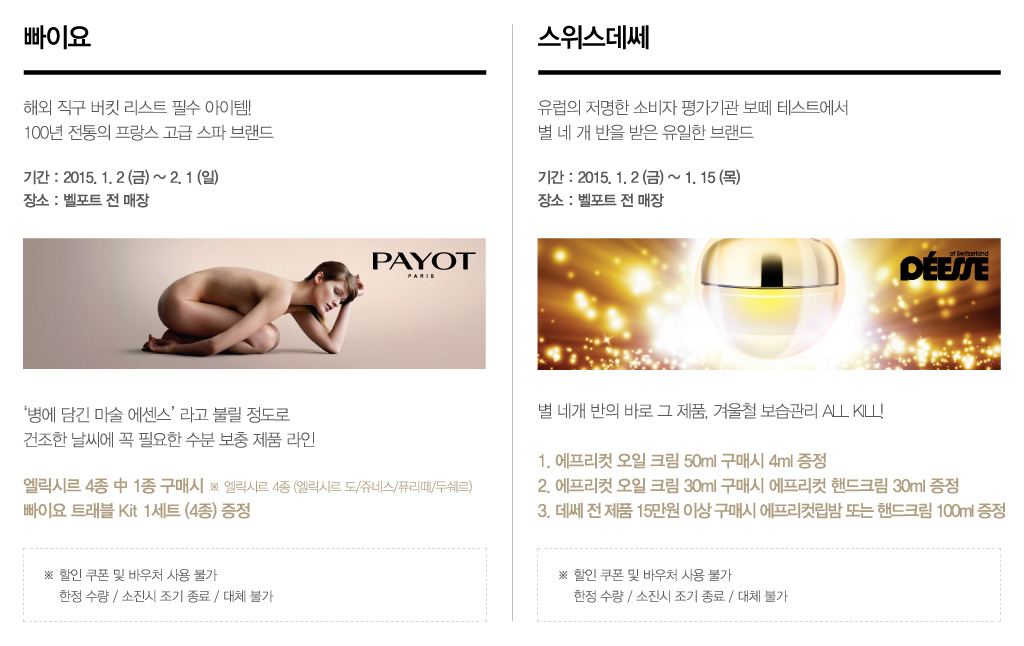 빠이요
해외 직구 버킷 리스트 필수 아이템!
100년 전통의 프랑스 고급 스파 브랜드
기간 : 2015. 1. 2 (금) ~ 2. 1 (일)
장소 : 벨포트 전 매장
PAYOT
PARIS
‘병에 담긴 마술 에센스’ 라고 불릴 정도로
건조한 날씨에 꼭 필요한 수분 보충 제품 라인
엘릭시르 4종 中 1종 구매시 ※ 엘릭시르 4종 (엘릭시르 도/쥬네스/퓨리떼/두쉐르)
빠이요 트래블 Kit 1세트 (4종) 증정
※ 할인 쿠폰 및 바우처 사용 불가
한정 수량 / 소진시 조기 종료 / 대체 불가
스위스데쎄
유럽의 저명한 소비자 평가기관 보떼 테스트에서
별 네 개 반을 받은 유일한 브랜드
기간 : 2015. 1. 2 (금) ~ 1. 15 (목)
장소 : 벨포트 전 매장
of Switzerland
DÉESSE
별 네개 반의 바로 그 제품, 겨울철 보습관리 ALL KILL!
1. 에프리컷 오일 크림 50ml 구매시 4ml 증정
2. 에프리컷 오일 크림 30ml 구매시 에프리컷 핸드크림 30ml 증정
3. 데쎄 전 제품 15만원 이상 구매시 에프리컷립밤 또는 핸드크림 100ml 증정
※ 할인 쿠폰 및 바우처 사용 불가
한정 수량 / 소진시 조기 종료 / 대체 불가